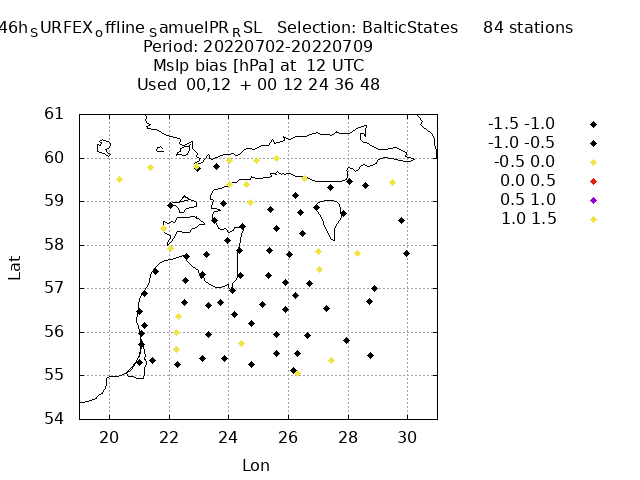 46h_SURFEX_offline_SamuelPR_RSL Selection: BalticStates 84 stations
Period: 20220702-20220709
Mslp bias [hPa] at 12 UTC
Used 00,12 + 00 12 24 36 48
-1.5 -1.0
-1.0 -0.5
-0.5 0.0
0.0 0.5
0.5 1.0
1.0 1.5
Lat
61
60
59
58
57
56
55
54
20 22 24 26 28 30
Lon